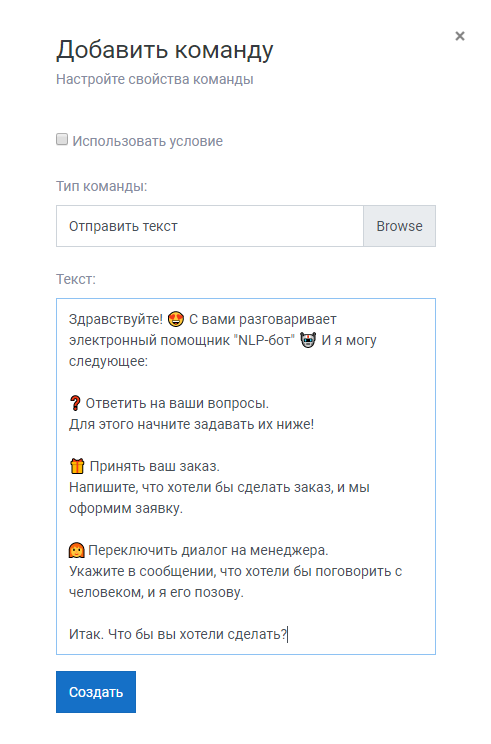 ×
Добавить команду
Настройте свойства команды
Использовать условие
Тип команды:
Отправить текст Browse
Текст:
Здравствуйте! 😍 С вами разговаривает
электронный помощник "NLP-бот" 🤖 И я могу
следующее:
❓ Ответить на ваши вопросы.
Для этого начните задавать их ниже!
🎁 Принять ваш заказ.
Напишите, что хотели бы сделать заказ, и мы
оформим заявку.
👩 Переключить диалог на менеджера.
Укажите в сообщении, что хотели бы поговорить с
человеком, и я его позову.
Итак. Что бы вы хотели сделать?
Создать